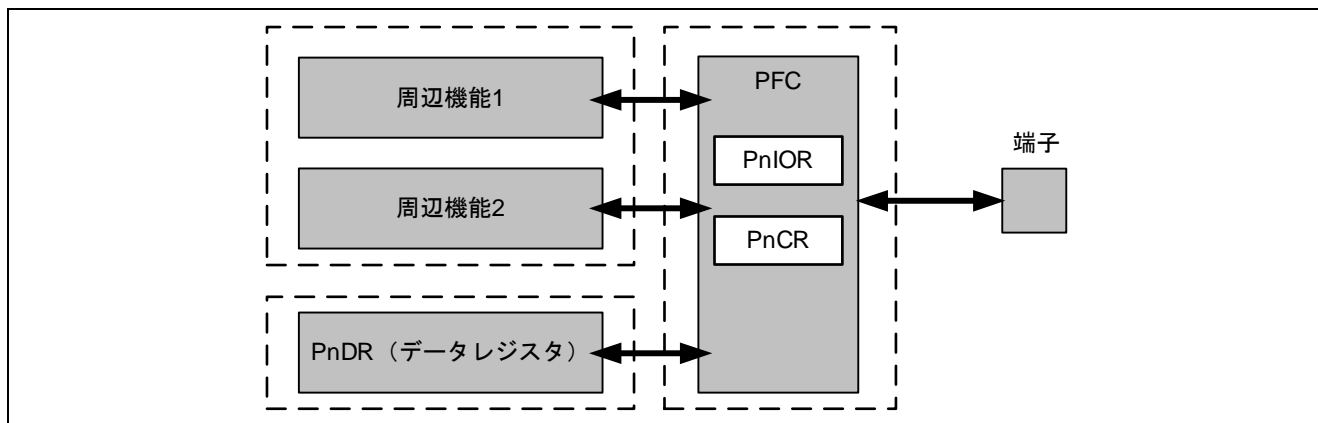 周辺機能1
周辺機能2
PnDR（データレジスタ）
PFC
PnIOR
PnCR
端子